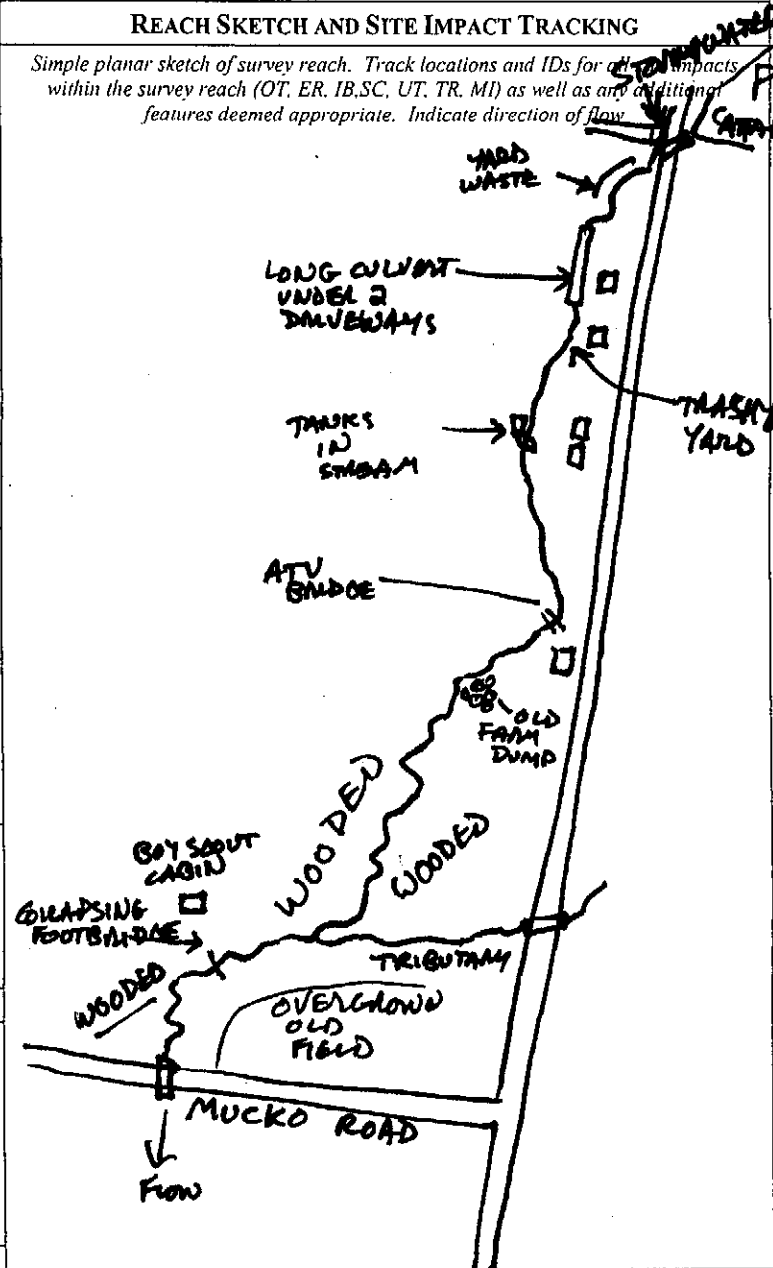 REACH SKETCH AND SITE IMPACT TRACKING
Simple planar sketch of survey reach. Track locations and IDs for all impacts
within the survey reach (OT, ER, IB,SC, UT, TR, MI) as well as any additional
features deemed appropriate. Indicate direction of flow
YARD
WASTE
LONG CULVERT
UNDER 2
DRIVEWAYS
TRASHY
YARD
TANKS
IN
STREAM
ATV
BRIDGE
OLD
FARM
DUMP
WOODED
WOODED
BOY SCOUT
CABIN
COLLAPSING
FOOTBRIDGE
TRIBUTARY
WOODED
OVERGROWN
OLD
FIELD
MUCKO ROAD
FLOW